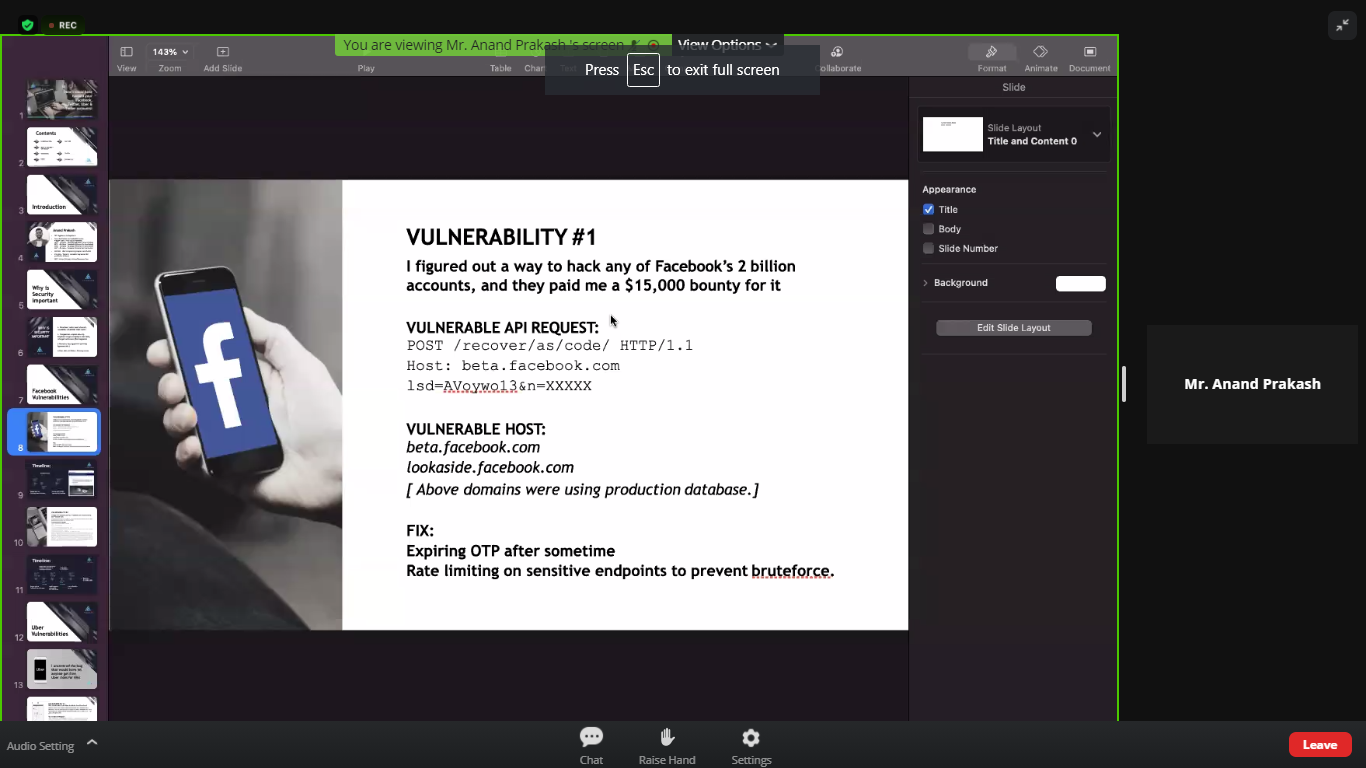 REC
You are viewing Mr. Anand Prakash 's screen
View Options
143%
View
Zoom
Add Slide
Play
Table
Collaborate
Format
Animate
Document
Press Esc to exit full screen
Slide
Slide Layout
Title and Content 0
Appearance
Title
Body
Slide Number
Background
Edit Slide Layout
1
2
Contents
3
Introduction
4
5
Why is
Security
important
6
7
Facebook
Vulnerabilities
8
9
Timeline:
10
11
Timeline:
12
Uber
Vulnerabilities
13
VULNERABILITY #1
I figured out a way to hack any of Facebook's 2 billion
accounts, and they paid me a $15,000 bounty for it
VULNERABLE API REQUEST:
POST /recover/as/code/ HTTP/1.1
Host: beta.facebook.com
lsd=AVoywo13&n=XXXXX
VULNERABLE HOST:
beta.facebook.com
lookaside.facebook.com
[ Above domains were using production database.]
FIX:
Expiring OTP after sometime
Rate limiting on sensitive endpoints to prevent bruteforce.
Mr. Anand Prakash
Audio Setting
Chat
Raise Hand
Settings
Leave